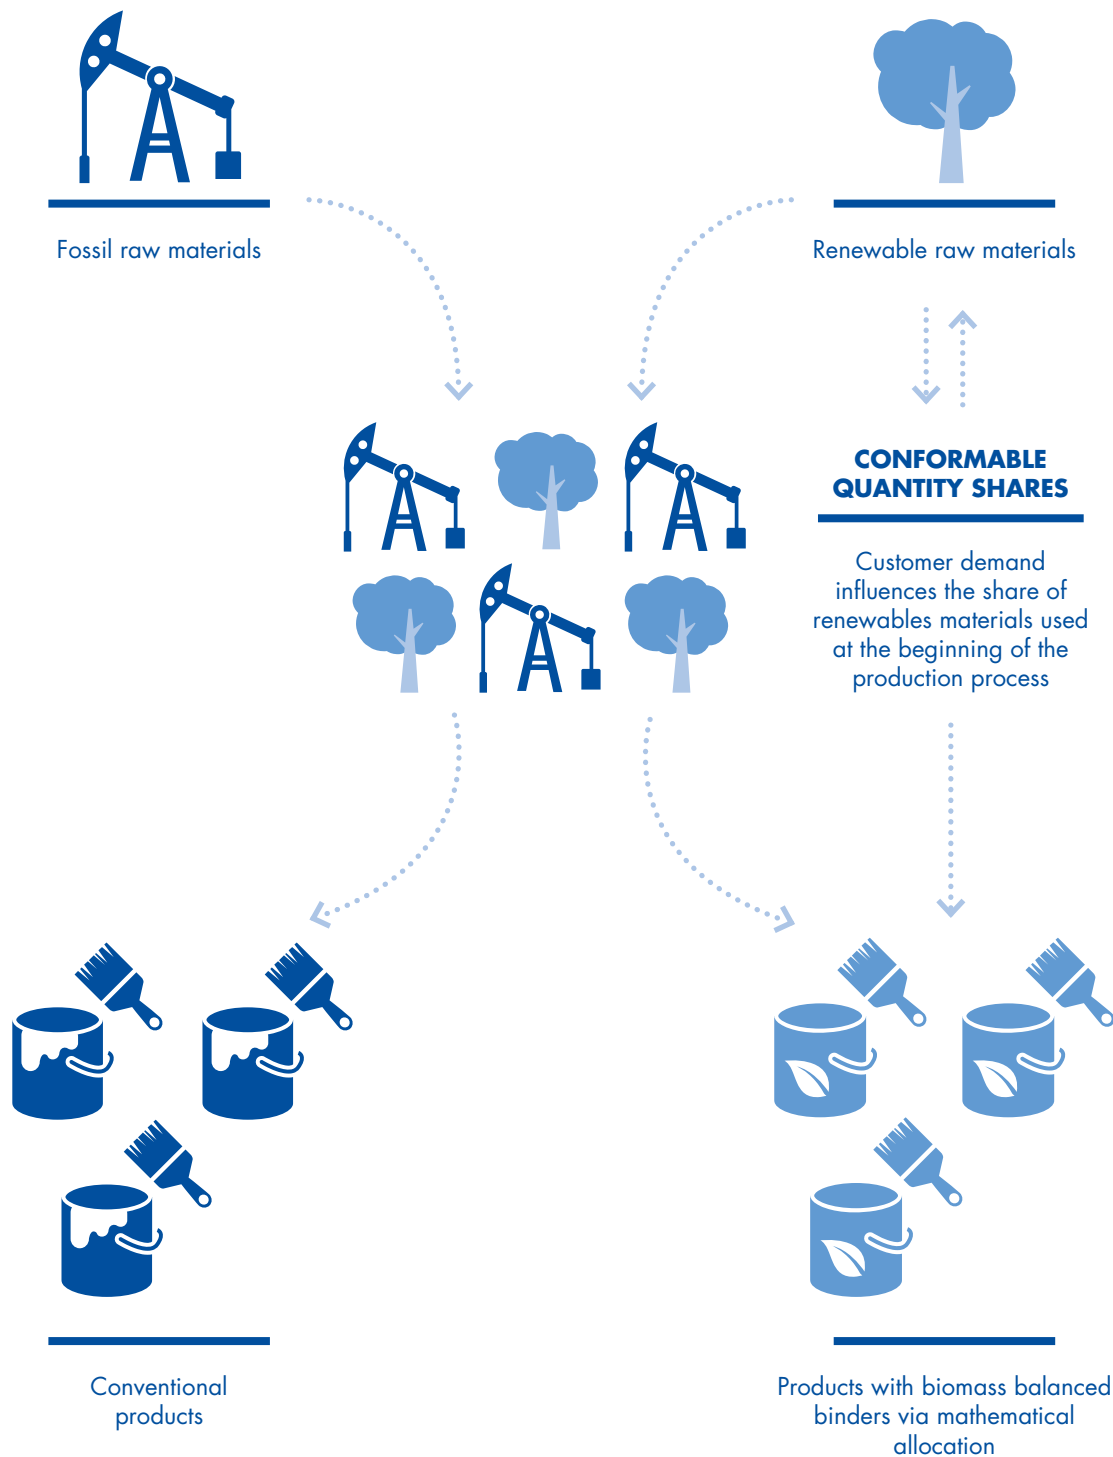 Fossil raw materials
Renewable raw materials
CONFORMABLE
QUANTITY SHARES
Customer demand
influences the share of
renewables materials used
at the beginning of the
production process
Conventional
products
Products with biomass balanced
binders via mathematical
allocation